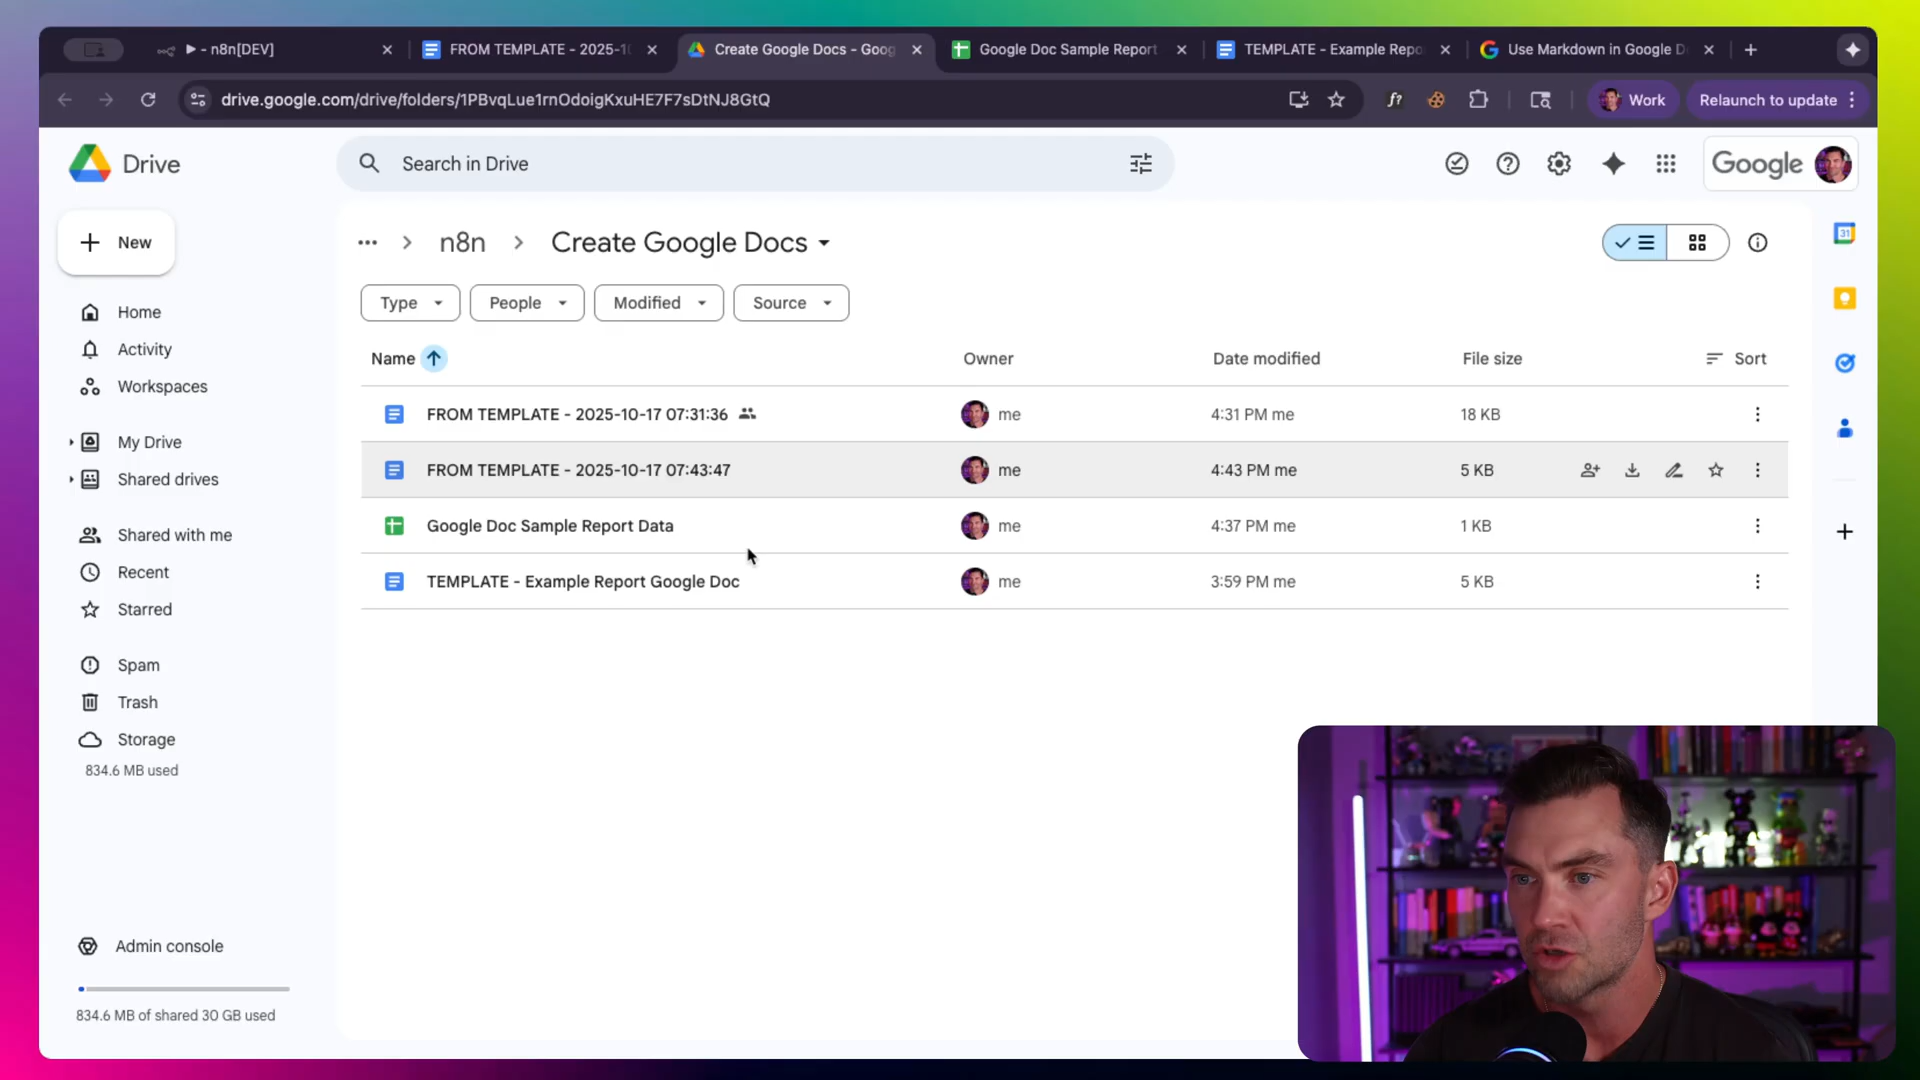 - n8n[DEV]
FROM TEMPLATE - 2025-10
Create Google Docs - Goog
Google Doc Sample Report
TEMPLATE - Example Repo
Use Markdown in Google D
drive.google.com/drive/folders/1PBvqLue1rnOdoigKxuHE7F7sDtNJ8GtQ
f?
Work
Relaunch to update
Drive
Search in Drive
Google
New
n8n
Create Google Docs
Type
People
Modified
Source
Home
Activity
Workspaces
My Drive
Shared drives
Shared with me
Recent
Starred
Spam
Trash
Storage
834.6 MB used
Admin console
834.6 MB of shared 30 GB used
Name Owner Date modified File size Sort
FROM TEMPLATE - 2025-10-17 07:31:36 me 4:31 PM me 18 KB
FROM TEMPLATE - 2025-10-17 07:43:47 me 4:43 PM me 5 KB
Google Doc Sample Report Data me 4:37 PM me 1 KB
TEMPLATE - Example Report Google Doc me 3:59 PM me 5 KB
31